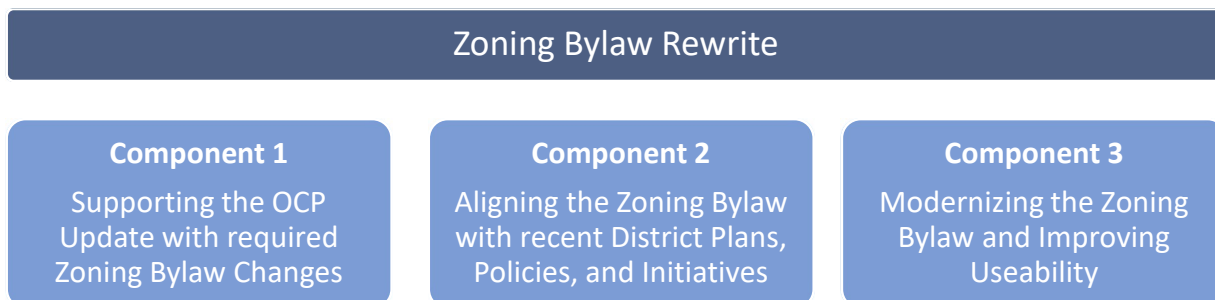 Zoning Bylaw Rewrite
Component 1
Supporting the OCP
Update with required
Zoning Bylaw Changes
Component 2
Aligning the Zoning Bylaw
with recent District Plans,
Policies, and Initiatives
Component 3
Modernizing the Zoning
Bylaw and Improving
Useability